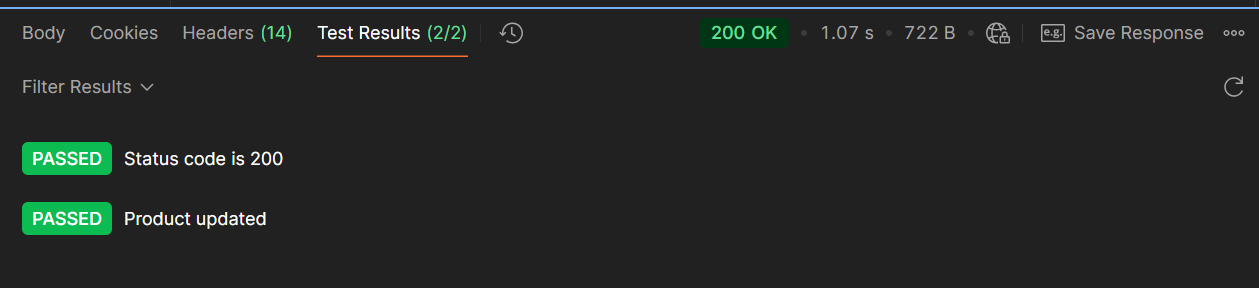 Body Cookies Headers (14) Test Results (2/2) 200 OK • 1.07 s • 722 B • e.g. Save Response
Filter Results
PASSED Status code is 200
PASSED Product updated